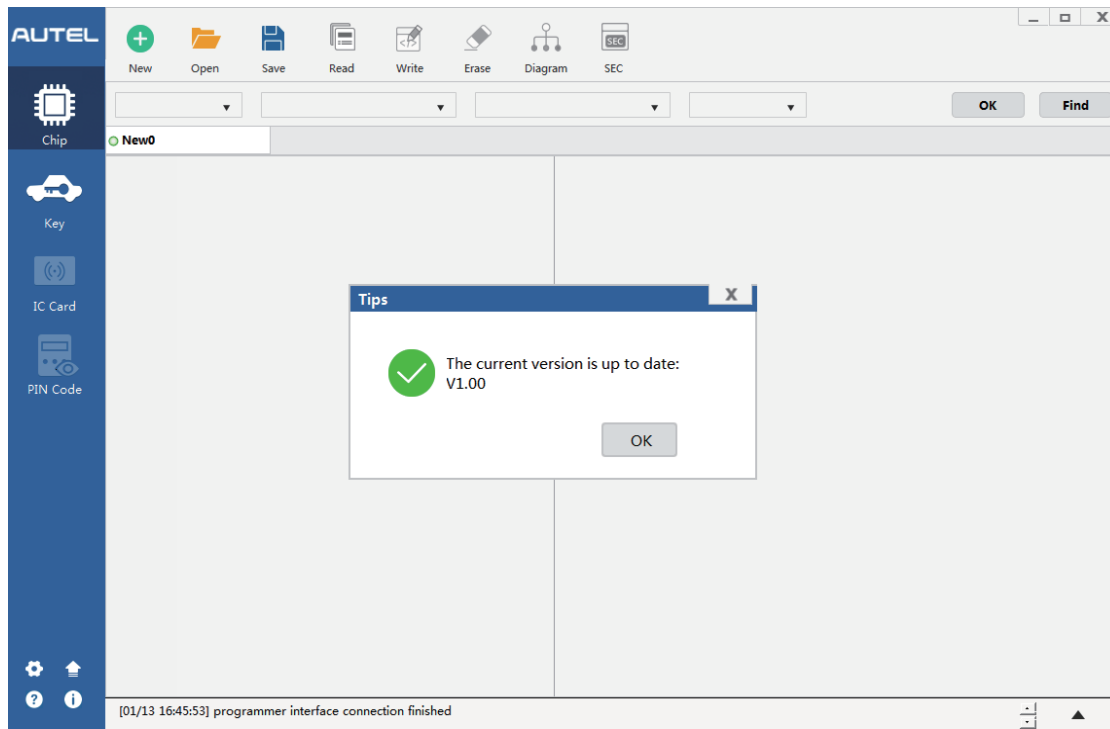 AUTEL
New
Open
Save
Read
Write
Erase
Diagram
SEC
SEC
OK
Find
Chip
New0
Key
IC Card
PIN Code
Tips
X
The current version is up to date:
V1.00
OK
[01/13 16:45:53] programmer interface connection finished